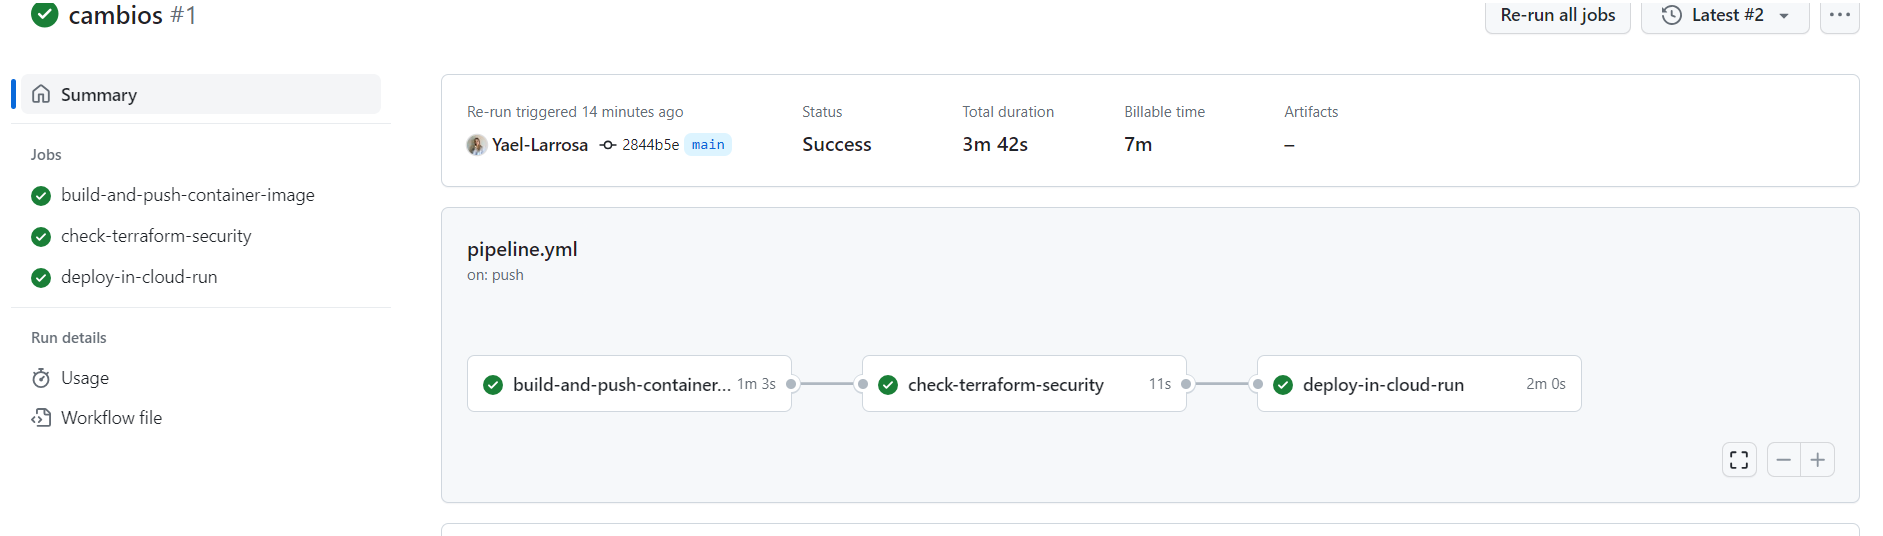 cambios #1
Re-run all jobs
Latest #2
Summary
Jobs
build-and-push-container-image
check-terraform-security
deploy-in-cloud-run
Run details
Usage
Workflow file
Re-run triggered 14 minutes ago
Yael-Larrosa 2844b5e main
Status
Success
Total duration
3m 42s
Billable time
7m
Artifacts
–
pipeline.yml
on: push
build-and-push-container... 1m 3s
check-terraform-security 11s
deploy-in-cloud-run 2m 0s